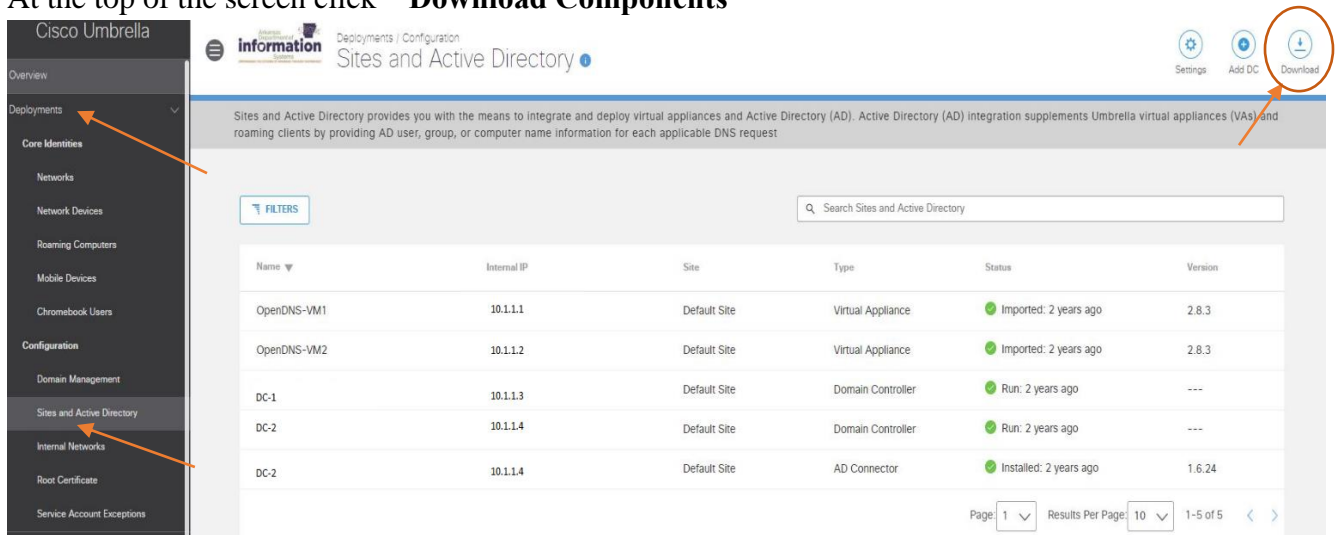 At the top of the screen click "Download Components"
Cisco Umbrella
Overview
Deployments
Core Identities
Networks
Network Devices
Roaming Computers
Mobile Devices
Chromebook Users
Configuration
Domain Management
Sites and Active Directory
Internal Networks
Root Certificate
Service Account Exceptions
Arkansas
Department of
information
Systems
Deployments / Configuration
Sites and Active Directory
Settings
Add DC
Download
Sites and Active Directory provides you with the means to integrate and deploy virtual appliances and Active Directory (AD). Active Directory (AD) integration supplements Umbrella virtual appliances (VAs) and
roaming clients by providing AD user, group, or computer name information for each applicable DNS request
FILTERS
Search Sites and Active Directory
Name Internal IP Site Type Status Version
OpenDNS-VM1 10.1.1.1 Default Site Virtual Appliance Imported: 2 years ago 2.8.3
OpenDNS-VM2 10.1.1.2 Default Site Virtual Appliance Imported: 2 years ago 2.8.3
DC-1 10.1.1.3 Default Site Domain Controller Run: 2 years ago ---
DC-2 10.1.1.4 Default Site Domain Controller Run: 2 years ago ---
DC-2 10.1.1.4 Default Site AD Connector Installed: 2 years ago 1.6.24
Page: 1 Results Per Page: 10 1-5 of 5 < >